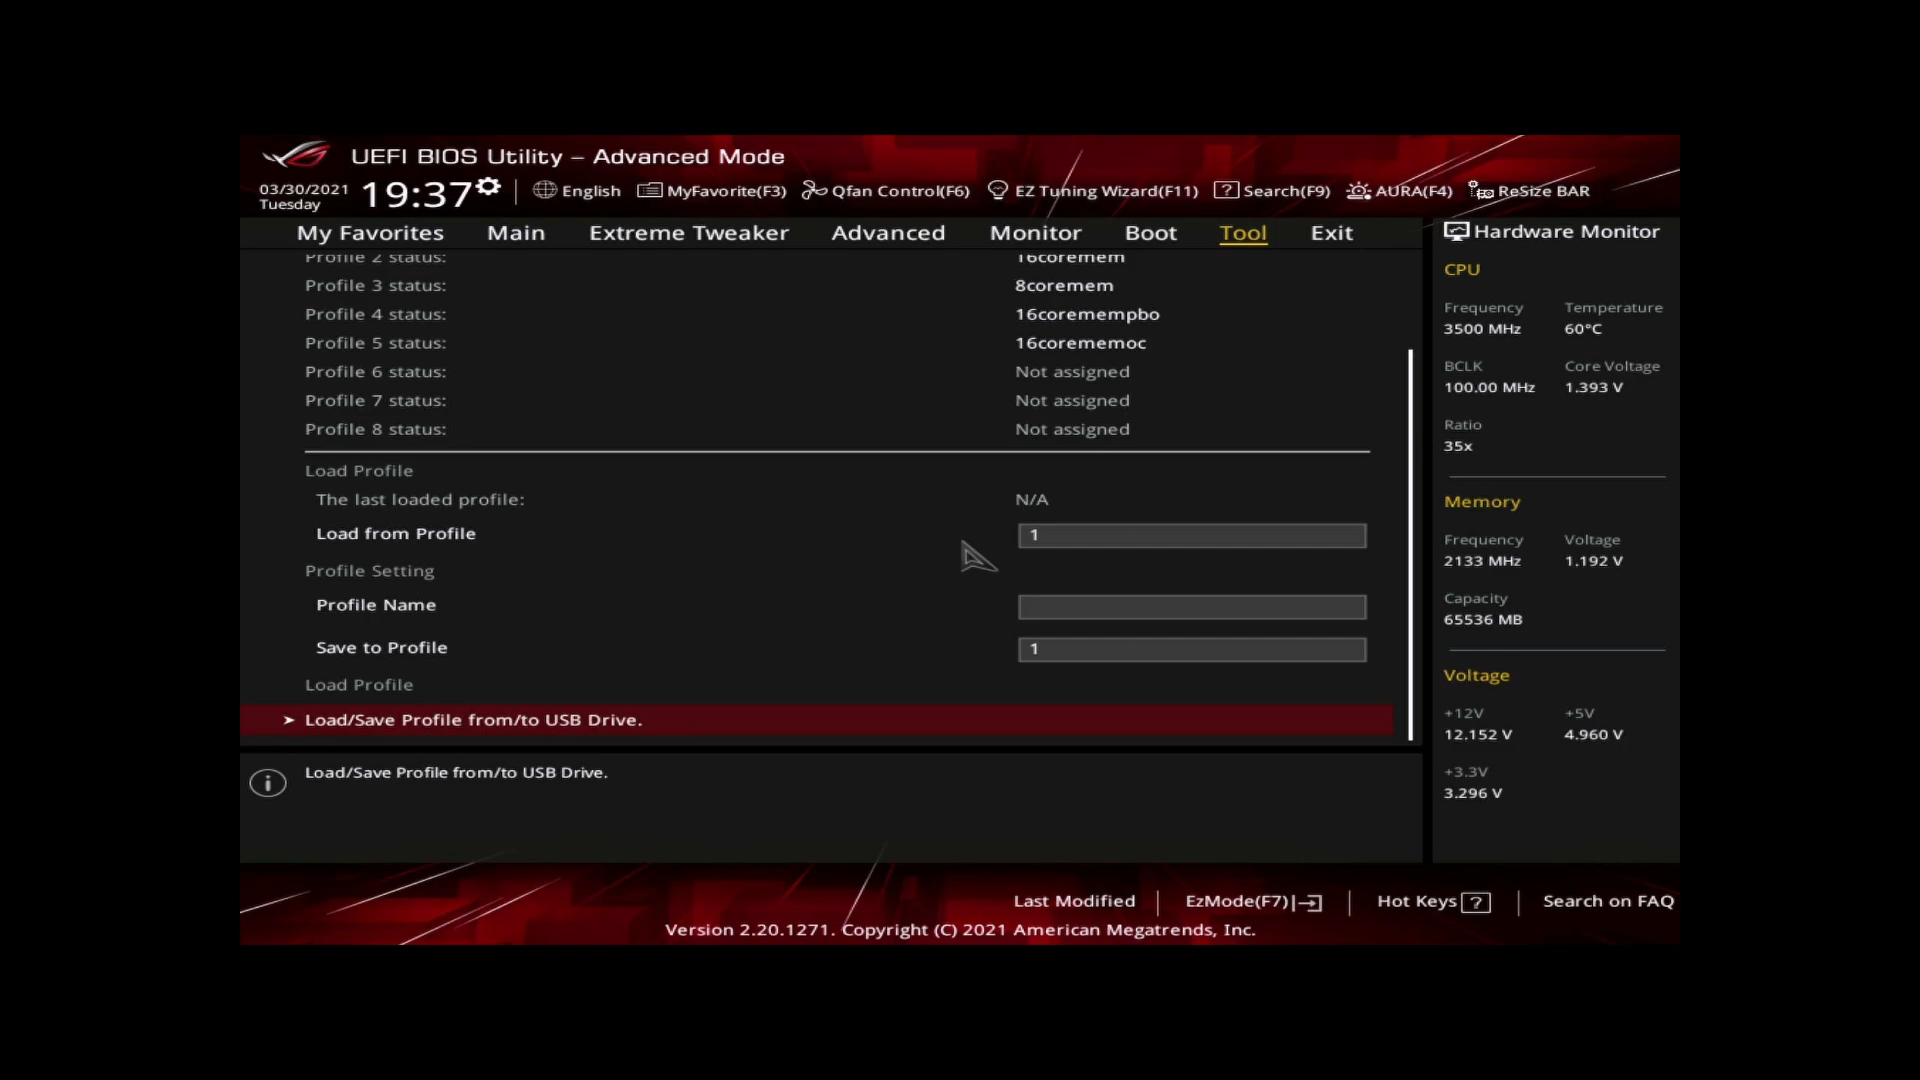 UEFI BIOS Utility – Advanced Mode
03/30/2021
Tuesday
19:37
English
MyFavorite(F3)
Qfan Control(F6)
EZ Tuning Wizard(F11)
Search(F9)
AURA(F4)
ReSize BAR
My Favorites
Main
Extreme Tweaker
Advanced
Monitor
Boot
Tool
Exit
Profile 2 status: 16coremem
Profile 3 status: 8coremem
Profile 4 status: 16coremempbo
Profile 5 status: 16corememoc
Profile 6 status: Not assigned
Profile 7 status: Not assigned
Profile 8 status: Not assigned
Load Profile
The last loaded profile: N/A
Load from Profile 1
Profile Setting
Profile Name
Save to Profile 1
Load Profile
Load/Save Profile from/to USB Drive.
Load/Save Profile from/to USB Drive.
Hardware Monitor
CPU
Frequency Temperature
3500 MHz 60°C
BCLK Core Voltage
100.00 MHz 1.393 V
Ratio
35x
Memory
Frequency Voltage
2133 MHz 1.192 V
Capacity
65536 MB
Voltage
+12V +5V
12.152 V 4.960 V
+3.3V
3.296 V
Last Modified
EzMode(F7)
Hot Keys ?
Search on FAQ
Version 2.20.1271. Copyright (C) 2021 American Megatrends, Inc.